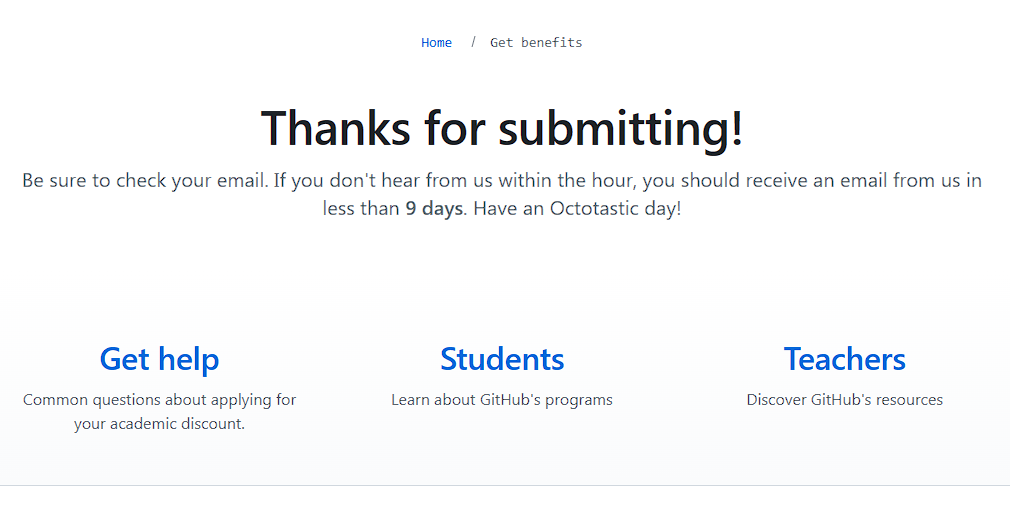 Home / Get benefits
Thanks for submitting!
Be sure to check your email. If you don't hear from us within the hour, you should receive an email from us in
less than 9 days. Have an Octotastic day!
Get help
Common questions about applying for
your academic discount.
Students
Learn about GitHub's programs
Teachers
Discover GitHub's resources